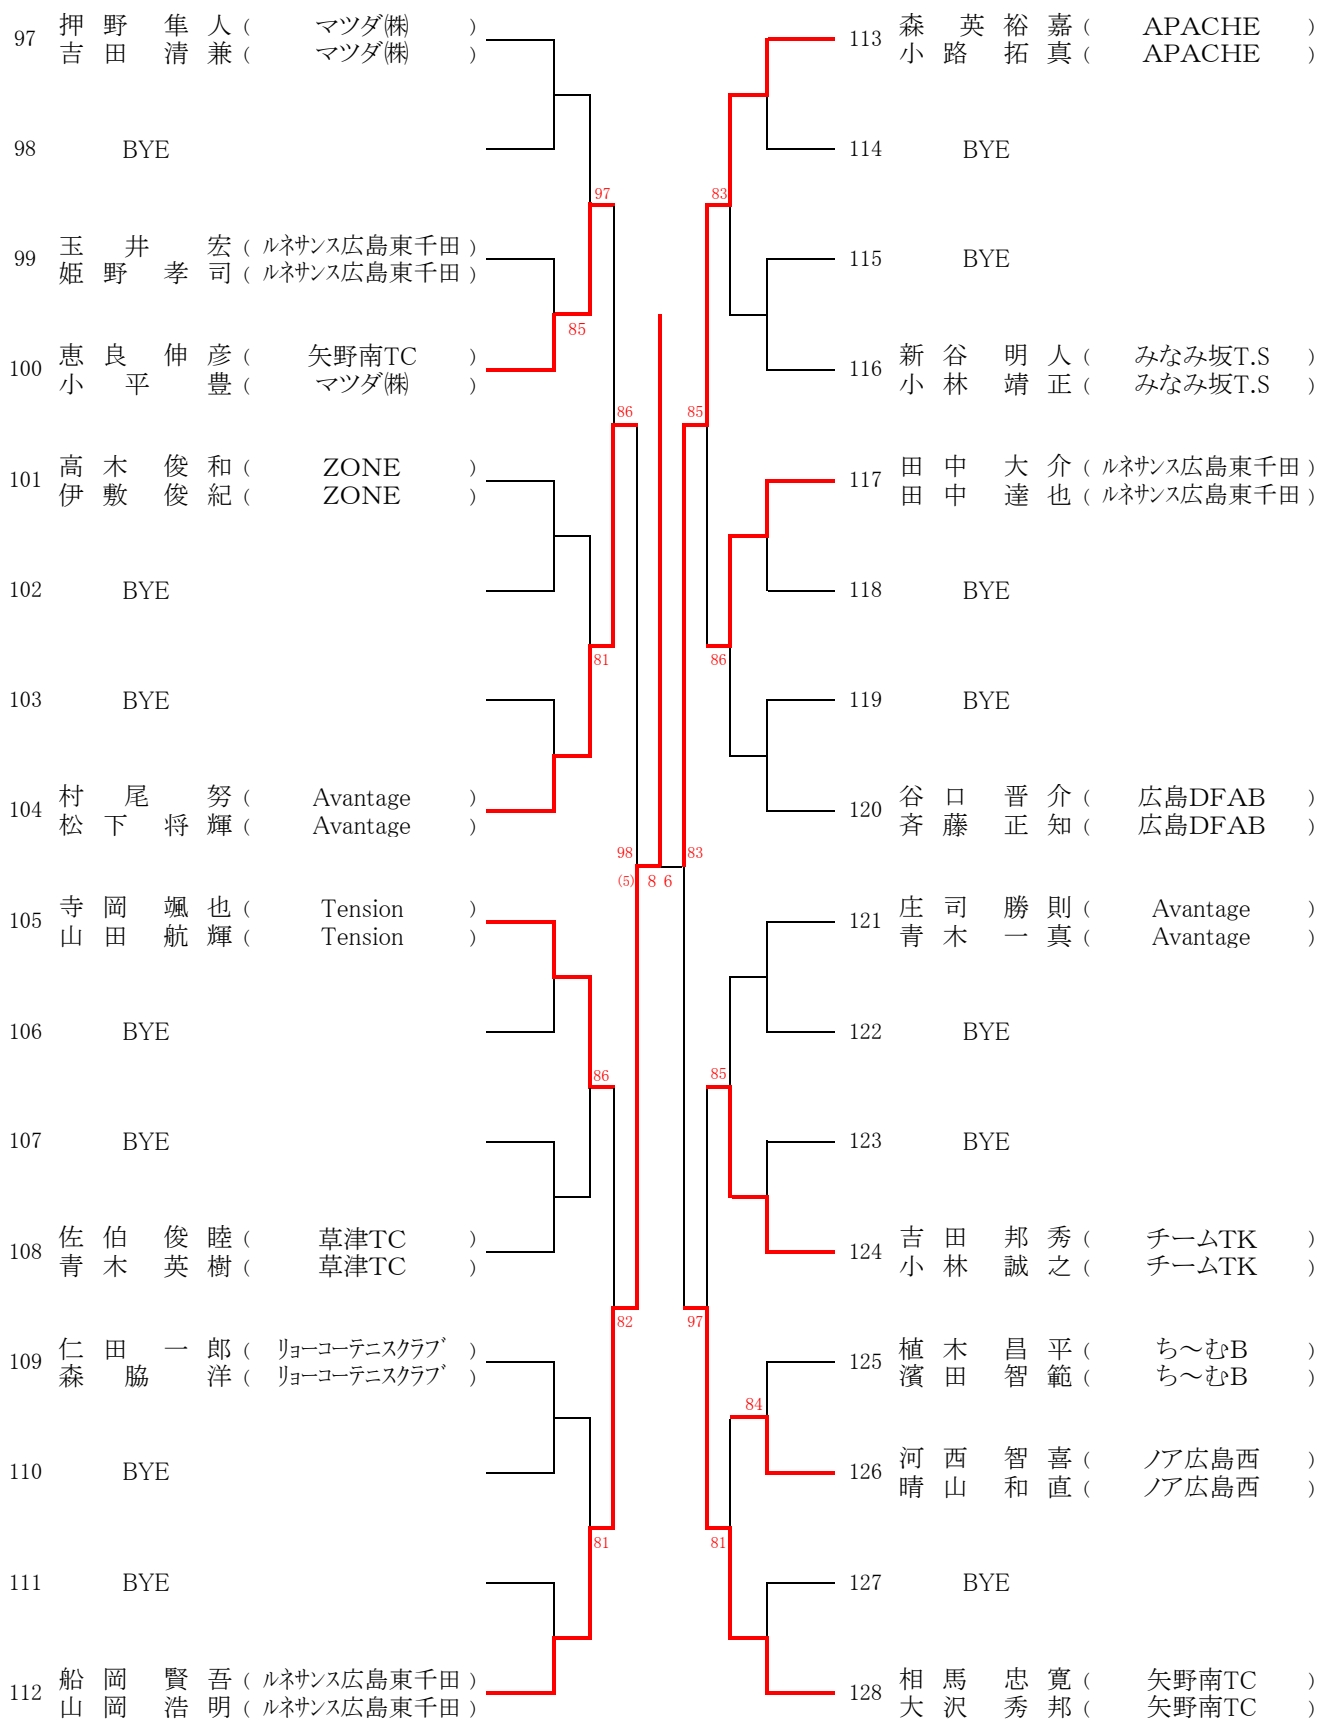 97 押野 隼人 ( マツダ㈱ )
吉田 清兼 ( マツダ㈱ )
98 BYE
97
99 玉井 宏 ( ルネサンス広島東千田 )
姫野 孝司 ( ルネサンス広島東千田 )
85
100 恵良 伸彦 ( 矢野南TC )
小平 豊 ( マツダ㈱ )
86
101 高木 俊和 ( ZONE )
伊敷 俊紀 ( ZONE )
102 BYE
81
103 BYE
104 村尾 努 ( Avantage )
松下 将輝 ( Avantage )
98
(5) 8 6
105 寺岡 颯也 ( Tension )
山田 航輝 ( Tension )
106 BYE
86
107 BYE
108 佐伯 俊睦 ( 草津TC )
青木 英樹 ( 草津TC )
82
109 仁田 一郎 ( リョーコーテニスクラブ )
森脇 洋 ( リョーコーテニスクラブ )
110 BYE
81
111 BYE
112 船岡 賢吾 ( ルネサンス広島東千田 )
山岡 浩明 ( ルネサンス広島東千田 )
113 森 英裕嘉 ( APACHE )
小路 拓真 ( APACHE )
114 BYE
83
115 BYE
116 新谷 明人 ( みなみ坂T.S )
小林 靖正 ( みなみ坂T.S )
85
117 田中 大介 ( ルネサンス広島東千田 )
田中 達也 ( ルネサンス広島東千田 )
118 BYE
86
119 BYE
120 谷口 晋介 ( 広島DFAB )
斉藤 正知 ( 広島DFAB )
83
121 庄司 勝則 ( Avantage )
青木 一真 ( Avantage )
122 BYE
85
123 BYE
124 吉田 邦秀 ( チームTK )
小林 誠之 ( チームTK )
97
125 植木 昌平 ( ち～むB )
濱田 智範 ( ち～むB )
84
126 河西 智喜 ( ノア広島西 )
晴山 和直 ( ノア広島西 )
81
127 BYE
128 相馬 忠寛 ( 矢野南TC )
大沢 秀邦 ( 矢野南TC )